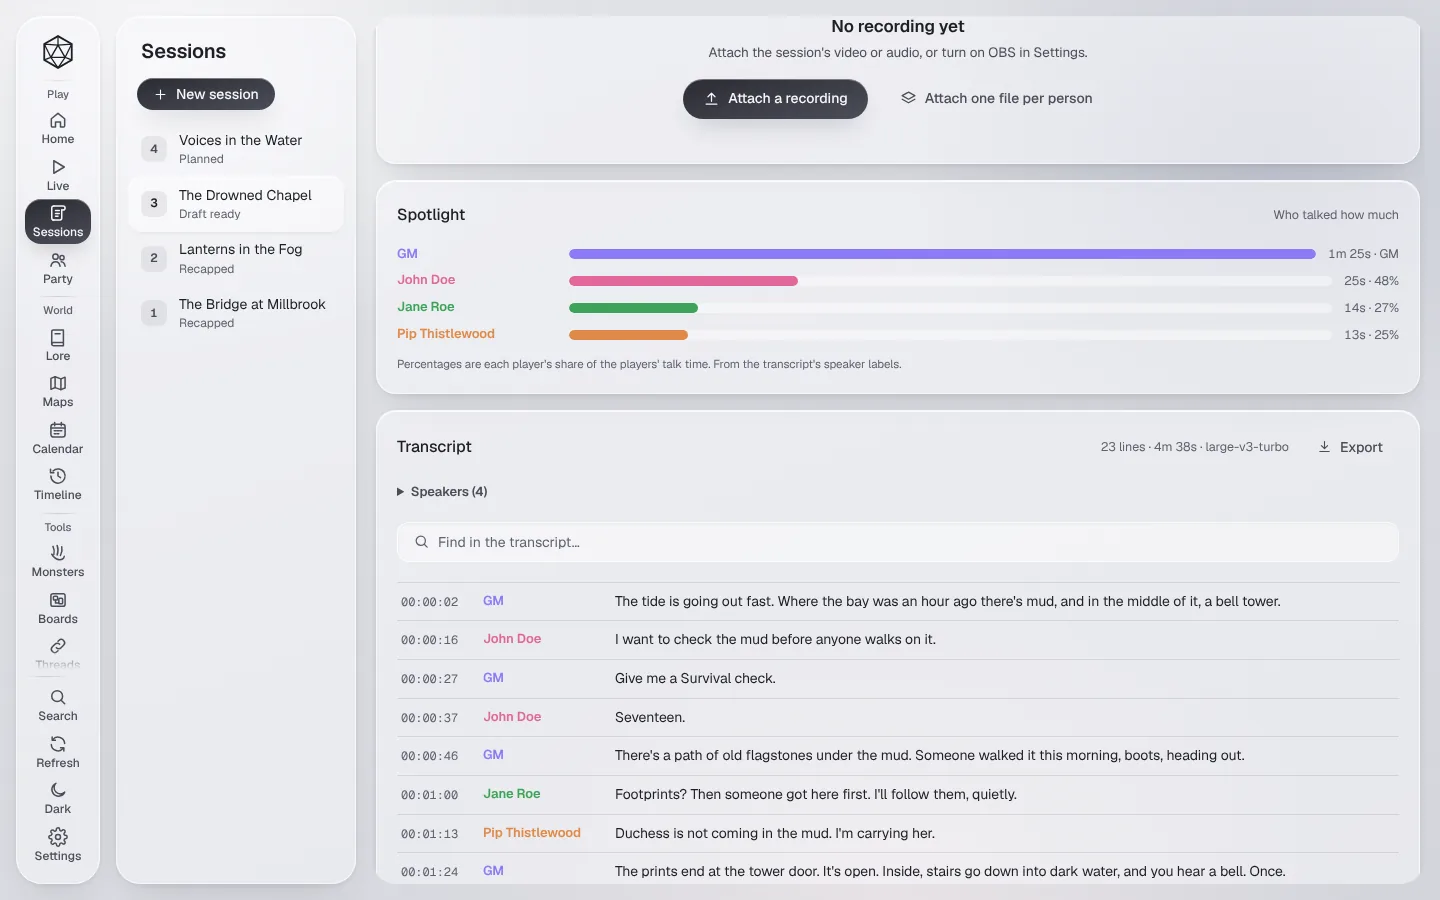 Play
Home
Live
Sessions
Party
World
Lore
Maps
Calendar
Timeline
Tools
Monsters
Boards
Threads
Search
Refresh
Dark
Settings
Sessions
New session
4
Voices in the Water
Planned
3
The Drowned Chapel
Draft ready
2
Lanterns in the Fog
Recapped
1
The Bridge at Millbrook
Recapped
No recording yet
Attach the session's video or audio, or turn on OBS in Settings.
Attach a recording
Attach one file per person
Spotlight
Who talked how much
GM 1m 25s · GM
John Doe 25s · 48%
Jane Roe 14s · 27%
Pip Thistlewood 13s · 25%
Percentages are each player's share of the players' talk time. From the transcript's speaker labels.
Transcript
23 lines · 4m 38s · large-v3-turbo
Export
Speakers (4)
Find in the transcript...
00:00:02 GM The tide is going out fast. Where the bay was an hour ago there's mud, and in the middle of it, a bell tower.
00:00:16 John Doe I want to check the mud before anyone walks on it.
00:00:27 GM Give me a Survival check.
00:00:37 John Doe Seventeen.
00:00:46 GM There's a path of old flagstones under the mud. Someone walked it this morning, boots, heading out.
00:01:00 Jane Roe Footprints? Then someone got here first. I'll follow them, quietly.
00:01:13 Pip Thistlewood Duchess is not coming in the mud. I'm carrying her.
00:01:24 GM The prints end at the tower door. It's open. Inside, stairs go down into dark water, and you hear a bell. Once.